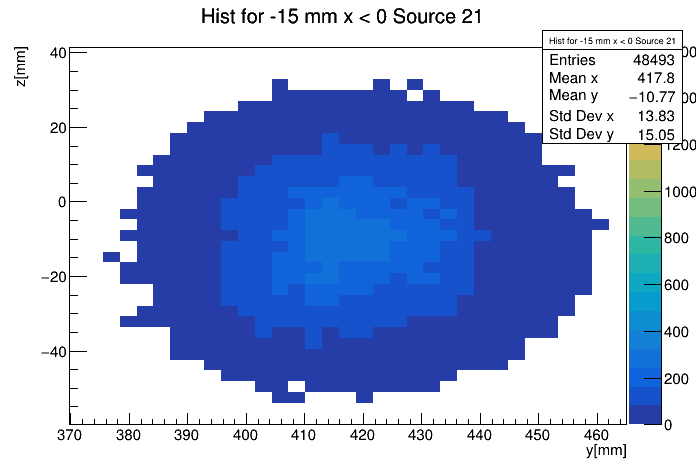 Hist for -15 mm x < 0 Source 21
Hist for -15 mm x < 0 Source 21
Entries 48493
Mean x 417.8
Mean y −10.77
Std Dev x 13.83
Std Dev y 15.05
z[mm]
40
20
0
−20
−40
370 380 390 400 410 420 430 440 450 460
y[mm]
1200
1000
800
600
400
200
0